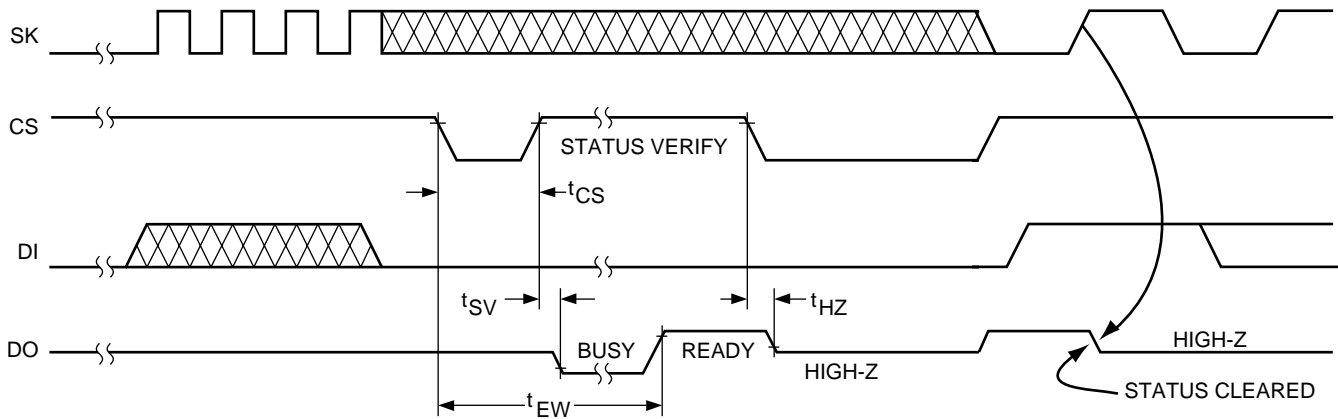 SK
CS
STATUS VERIFY
tCS
DI
tSV
tHZ
DO
BUSY
READY
HIGH-Z
HIGH-Z
tEW
STATUS CLEARED